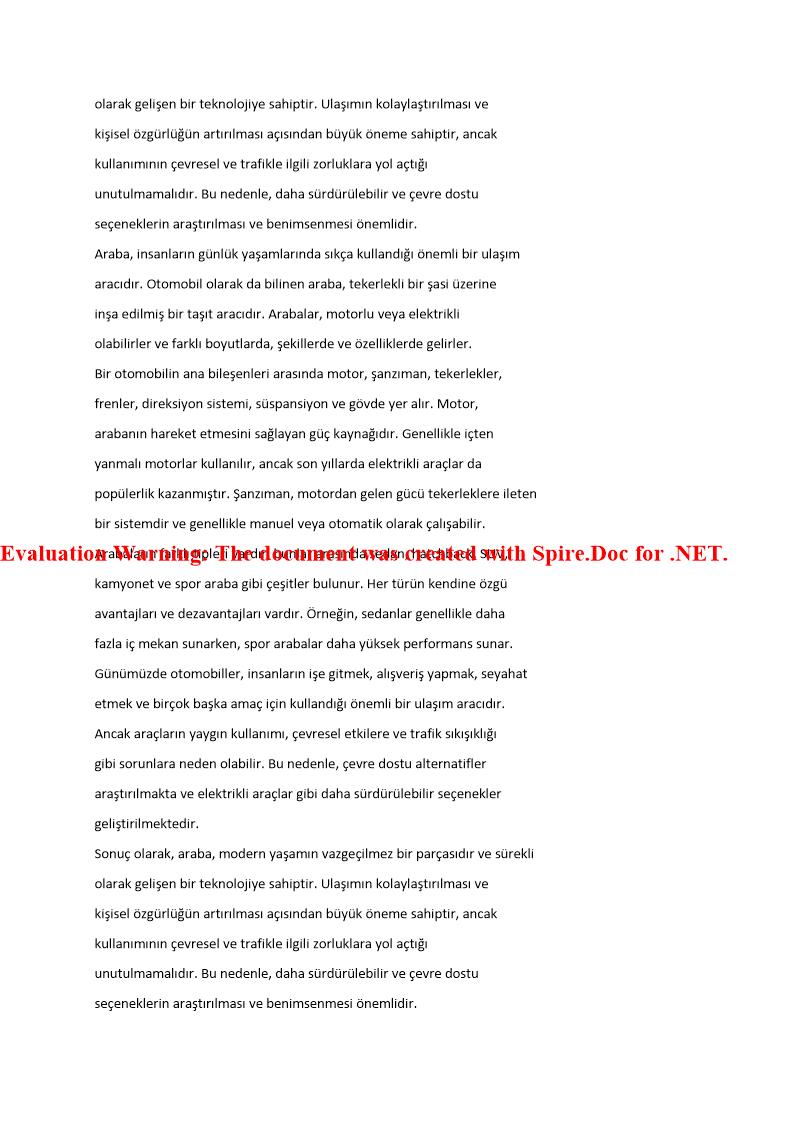 olarak gelişen bir teknolojiye sahiptir. Ulaşımın kolaylaştırılması ve
kişisel özgürlüğün artırılması açısından büyük öneme sahiptir, ancak
kullanımının çevresel ve trafikle ilgili zorluklara yol açtığı
unutulmamalıdır. Bu nedenle, daha sürdürülebilir ve çevre dostu
seçeneklerin araştırılması ve benimsenmesi önemlidir.
Araba, insanların günlük yaşamlarında sıkça kullandığı önemli bir ulaşım
aracıdır. Otomobil olarak da bilinen araba, tekerlekli bir şasi üzerine
inşa edilmiş bir taşıt aracıdır. Arabalar, motorlu veya elektrikli
olabilirler ve farklı boyutlarda, şekillerde ve özelliklerde gelirler.
Bir otomobilin ana bileşenleri arasında motor, şanzıman, tekerlekler,
frenler, direksiyon sistemi, süspansiyon ve gövde yer alır. Motor,
arabanın hareket etmesini sağlayan güç kaynağıdır. Genellikle içten
yanmalı motorlar kullanılır, ancak son yıllarda elektrikli araçlar da
popülerlik kazanmıştır. Şanzıman, motordan gelen gücü tekerleklere ileten
bir sistemdir ve genellikle manuel veya otomatik olarak çalışabilir.
Arabaların farklı tipleri vardır, bunlar arasında sedan, hatchback, SUV,
Evaluation Warning: The document was created with Spire.Doc for .NET.
kamyonet ve spor araba gibi çeşitler bulunur. Her türün kendine özgü
avantajları ve dezavantajları vardır. Örneğin, sedanlar genellikle daha
fazla iç mekan sunarken, spor arabalar daha yüksek performans sunar.
Günümüzde otomobiller, insanların işe gitmek, alışveriş yapmak, seyahat
etmek ve birçok başka amaç için kullandığı önemli bir ulaşım aracıdır.
Ancak araçların yaygın kullanımı, çevresel etkilere ve trafik sıkışıklığı
gibi sorunlara neden olabilir. Bu nedenle, çevre dostu alternatifler
araştırılmakta ve elektrikli araçlar gibi daha sürdürülebilir seçenekler
geliştirilmektedir.
Sonuç olarak, araba, modern yaşamın vazgeçilmez bir parçasıdır ve sürekli
olarak gelişen bir teknolojiye sahiptir. Ulaşımın kolaylaştırılması ve
kişisel özgürlüğün artırılması açısından büyük öneme sahiptir, ancak
kullanımının çevresel ve trafikle ilgili zorluklara yol açtığı
unutulmamalıdır. Bu nedenle, daha sürdürülebilir ve çevre dostu
seçeneklerin araştırılması ve benimsenmesi önemlidir.